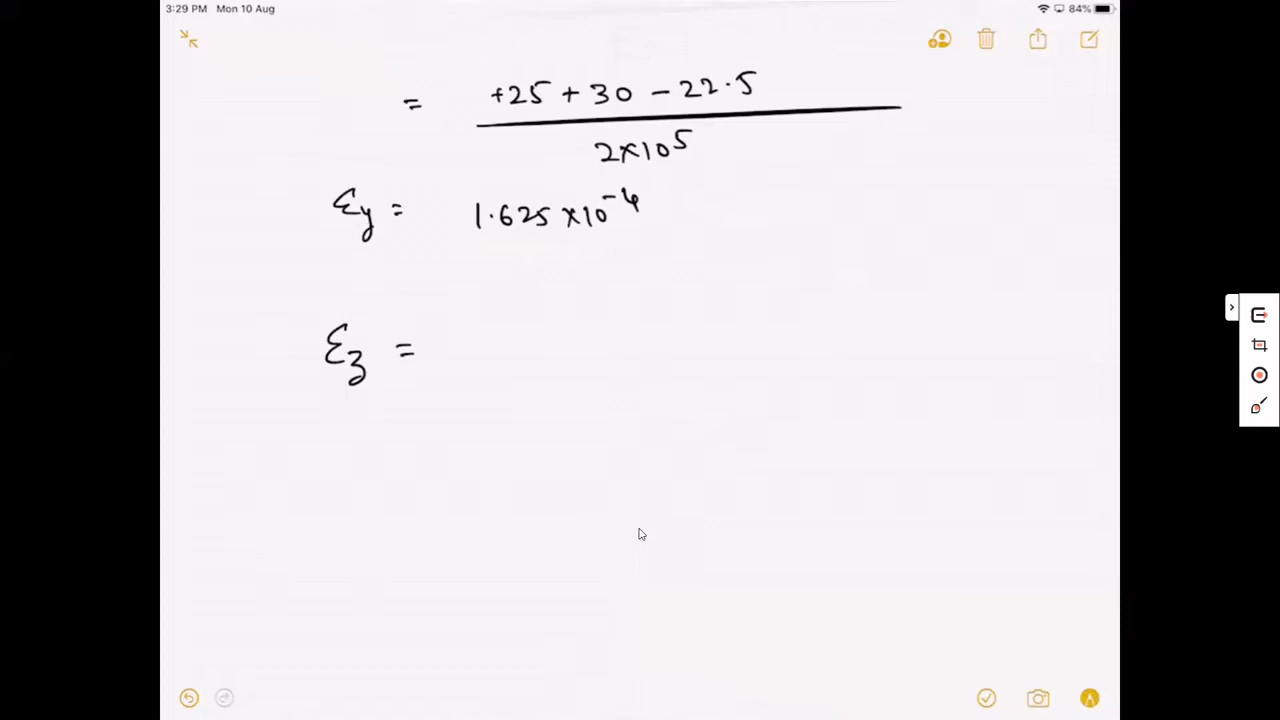 3:29 PM Mon 10 Aug 84%
= +25 + 30 - 22.5
2×10⁵
εy = 1.625 ×10⁻⁴
εz =